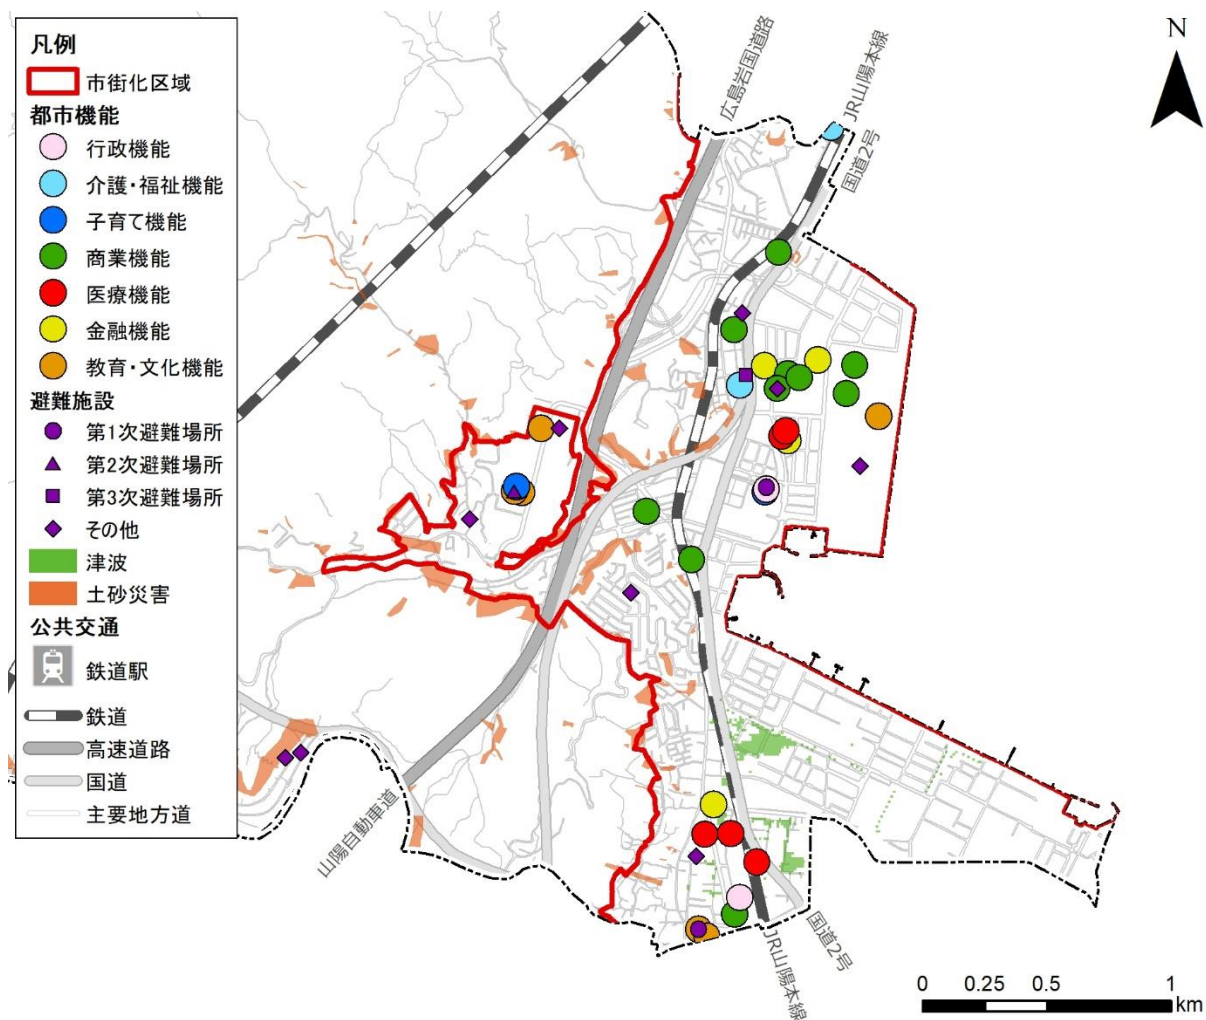 凡例
市街化区域
都市機能
行政機能
介護・福祉機能
子育て機能
商業機能
医療機能
金融機能
教育・文化機能
避難施設
第1次避難場所
第2次避難場所
第3次避難場所
その他
津波
土砂災害
公共交通
鉄道駅
鉄道
高速道路
国道
主要地方道
広島岩国道路
JR山陽本線
国道2号
N
山陽自動車道
JR山陽本線
国道2号
0 0.25 0.5 1
km